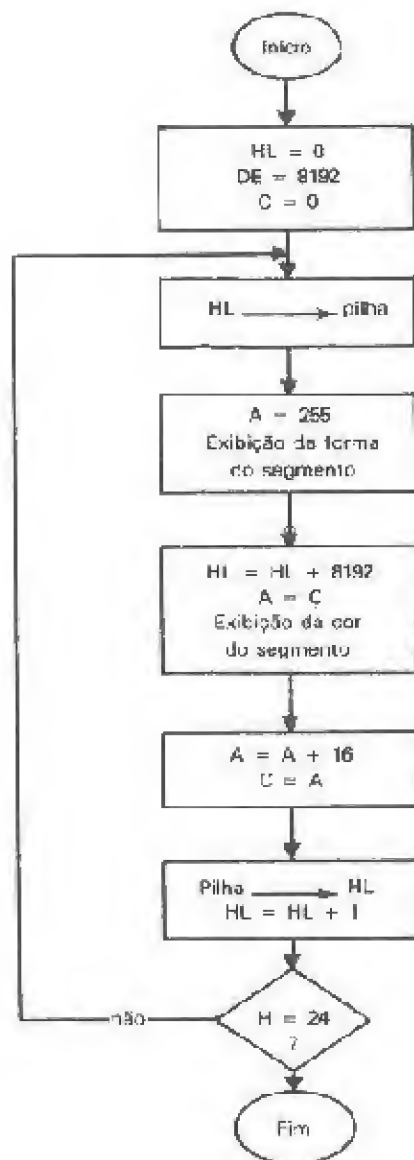 Início
HL = 0
DE = 8192
C = 0
HL → pilha
A = 255
Exibição da forma
do segmento
HL = HL + 8192
A = C
Exibição da cor
do segmento
A = A + 16
C = A
Pilha → HL
HL = HL + 1
não
H = 24
?
Fim